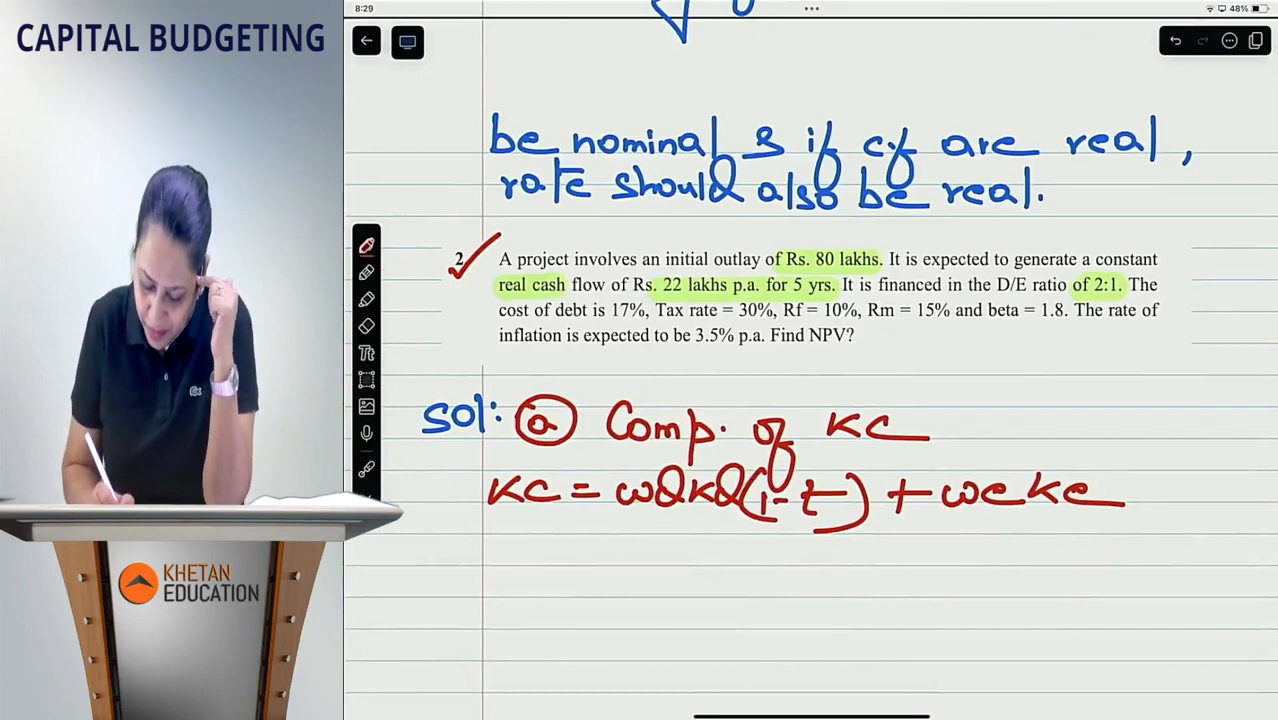 CAPITAL BUDGETING
8:29
48%
be nominal & if cf are real,
rate should also be real.
2 A project involves an initial outlay of Rs. 80 lakhs. It is expected to generate a constant
real cash flow of Rs. 22 lakhs p.a. for 5 yrs. It is financed in the D/E ratio of 2:1. The
cost of debt is 17%, Tax rate = 30%, Rf = 10%, Rm = 15% and beta = 1.8. The rate of
inflation is expected to be 3.5% p.a. Find NPV?
Tt
Sol: a Comp. of KC
KC = wdkd(1-t) + weke
KHETAN
EDUCATION